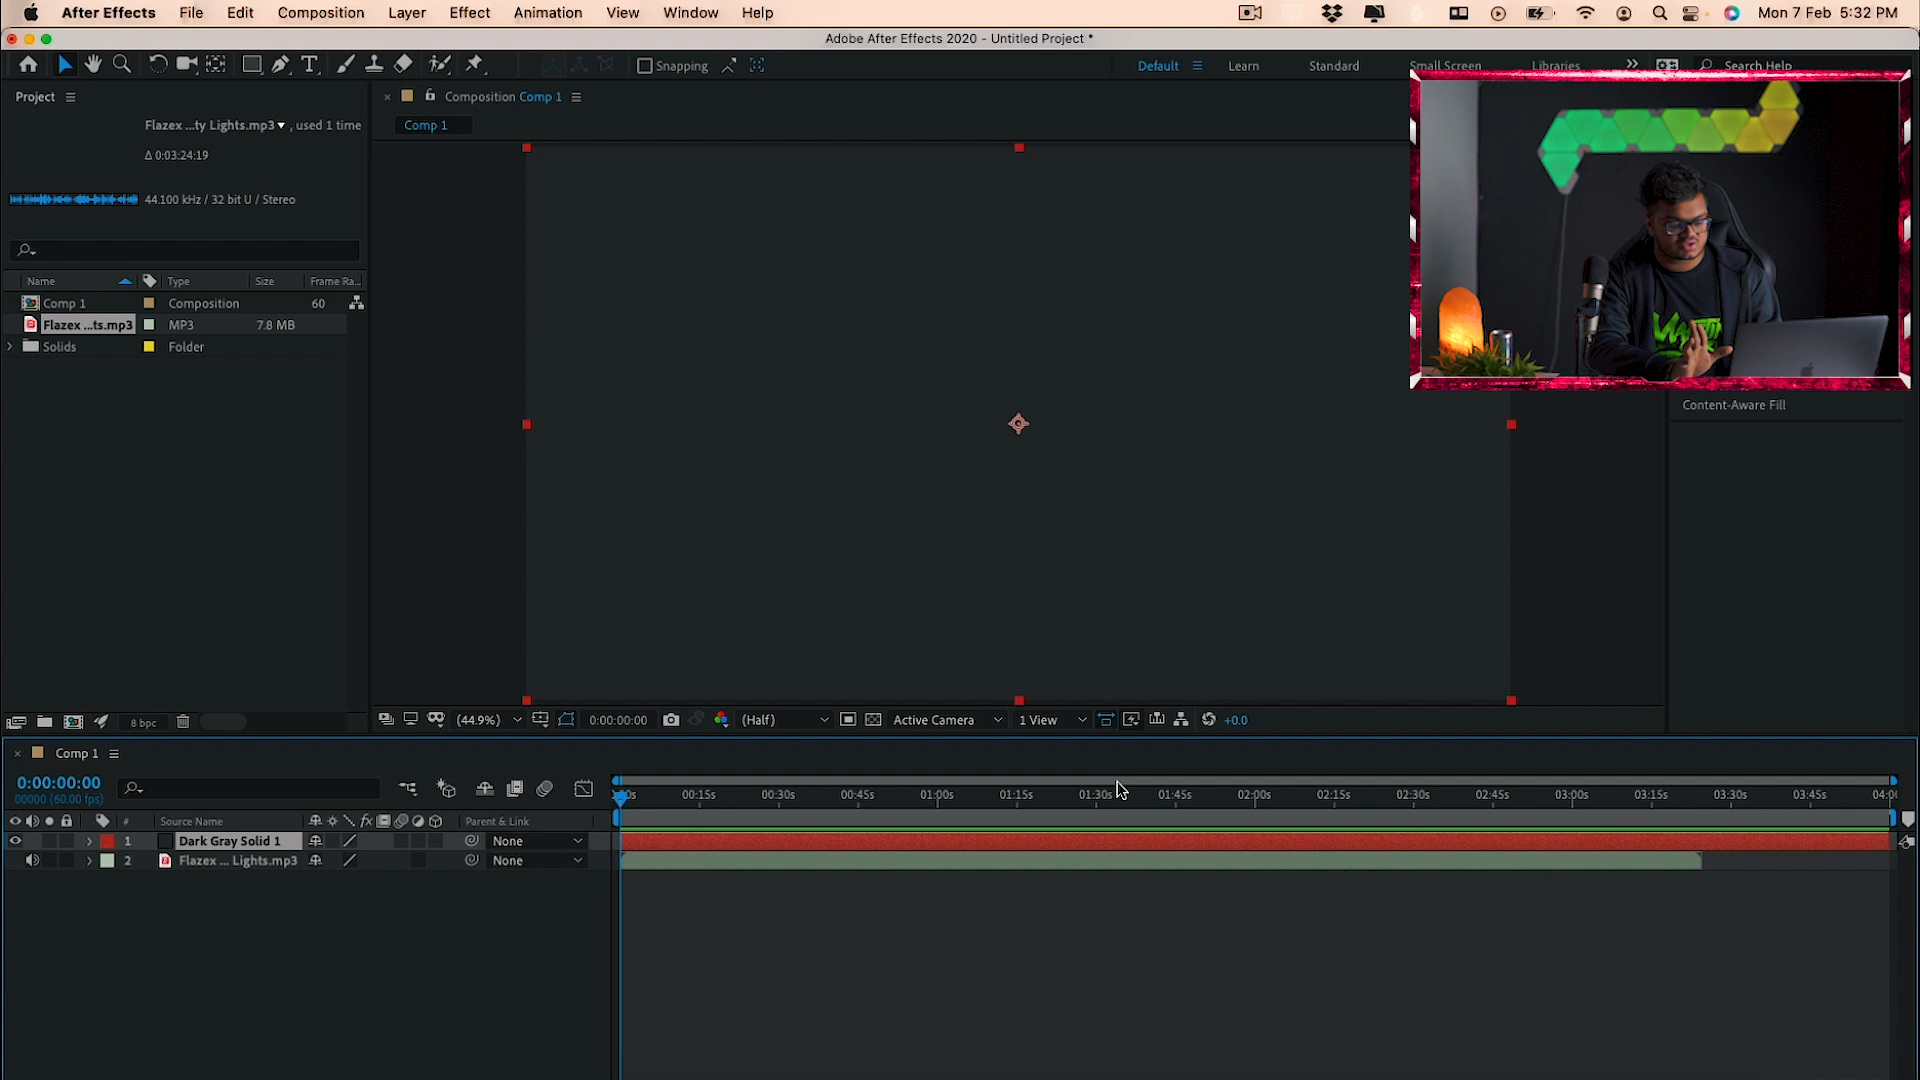 After Effects File Edit Composition Layer Effect Animation View Window Help Mon 7 Feb 5:32 PM
Adobe After Effects 2020 - Untitled Project *
Snapping Default Learn Standard Small Screen Libraries Search Help
Project
Flazex ...ty Lights.mp3 , used 1 time
Δ 0:03:24:19
44.100 kHz / 32 bit U / Stereo
Name Type Size Frame Ra...
Comp 1 Composition 60
Flazex ...ts.mp3 MP3 7.8 MB
Solids Folder
8 bpc
Composition Comp 1
Comp 1
Content-Aware Fill
(44.9%) 0:00:00:00 (Half) Active Camera 1 View +0.0
Comp 1
0:00:00:00
00000 (60.00 fps)
00:15s 00:30s 00:45s 01:00s 01:15s 01:30s 01:45s 02:00s 02:15s 02:30s 02:45s 03:00s 03:15s 03:30s 03:45s 04:0
# Source Name fx Parent & Link
1 Dark Gray Solid 1 None
2 Flazex ... Lights.mp3 None